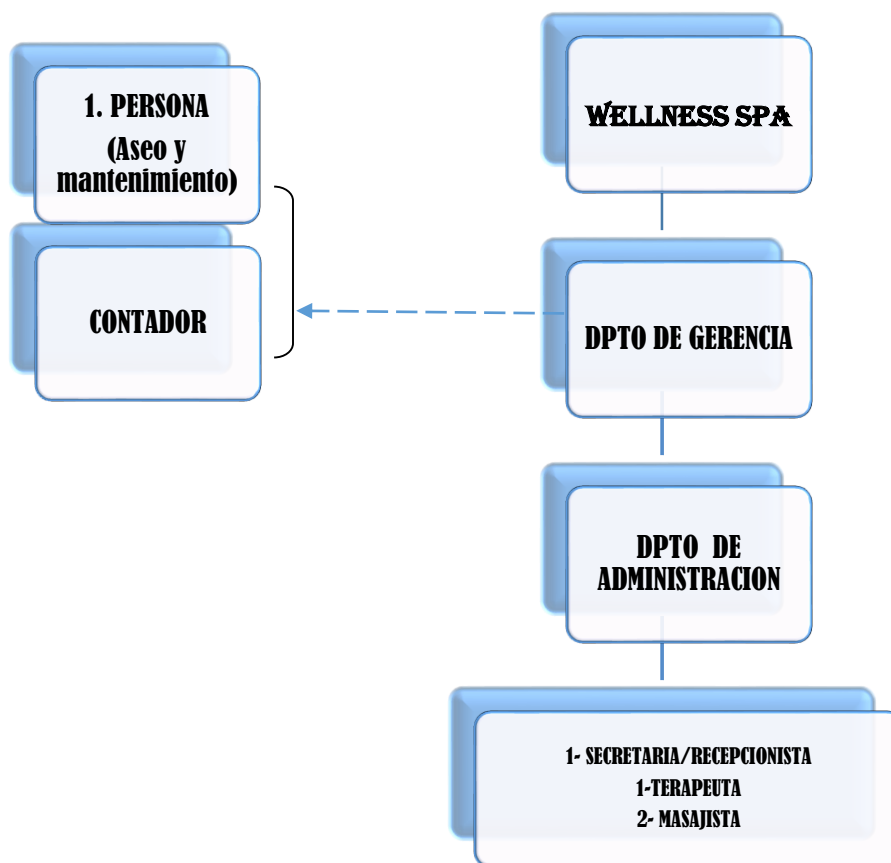 1. PERSONA
(Aseo y
mantenimiento)
CONTADOR
WELLNESS SPA
DPTO DE GERENCIA
DPTO DE
ADMINISTRACION
1- SECRETARIA/RECEPCIONISTA
1-TERAPEUTA
2- MASAJISTA